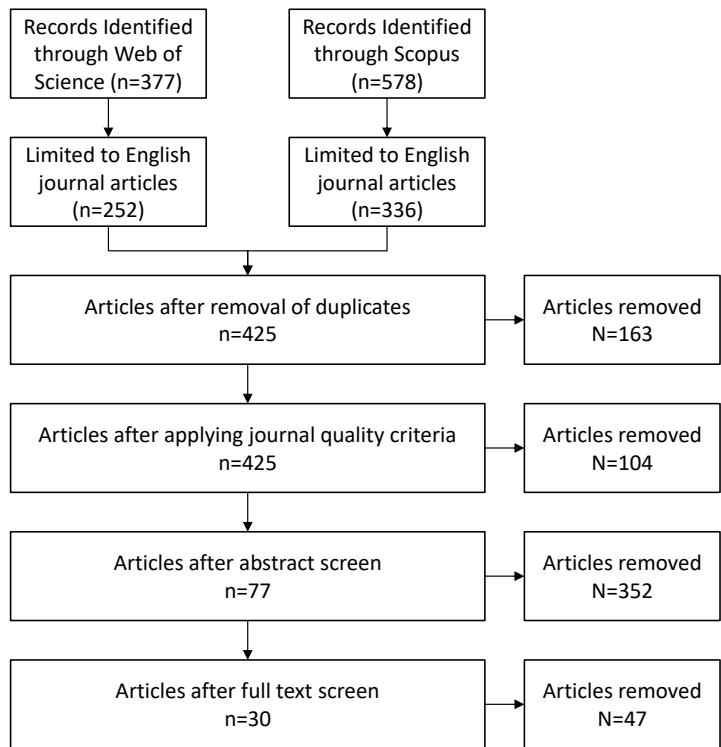 Records Identified
through Web of
Science (n=377)
Records Identified
through Scopus
(n=578)
Limited to English
journal articles
(n=252)
Limited to English
journal articles
(n=336)
Articles after removal of duplicates
n=425
Articles removed
N=163
Articles after applying journal quality criteria
n=425
Articles removed
N=104
Articles after abstract screen
n=77
Articles removed
N=352
Articles after full text screen
n=30
Articles removed
N=47